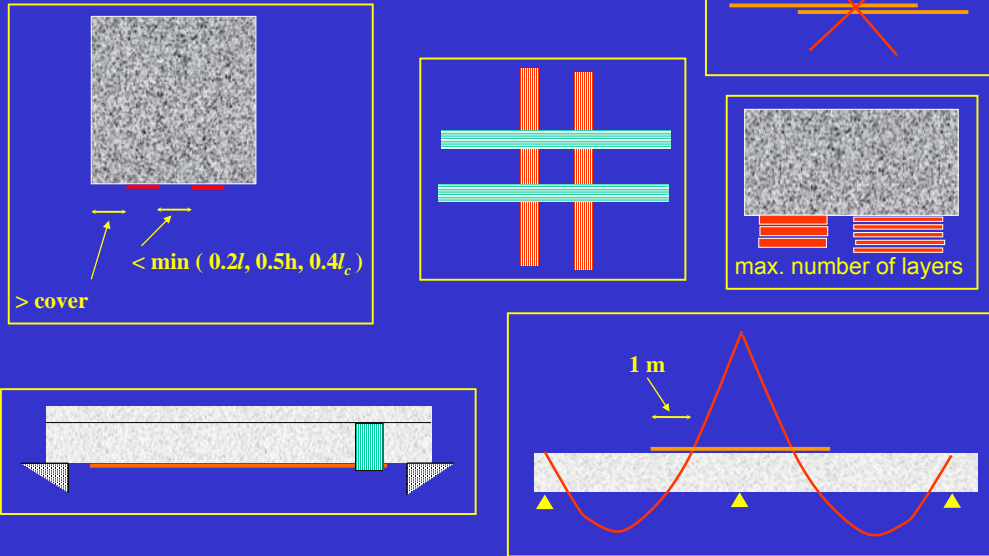 < min ( 0.2l, 0.5h, 0.4lc )
> cover
max. number of layers
1 m